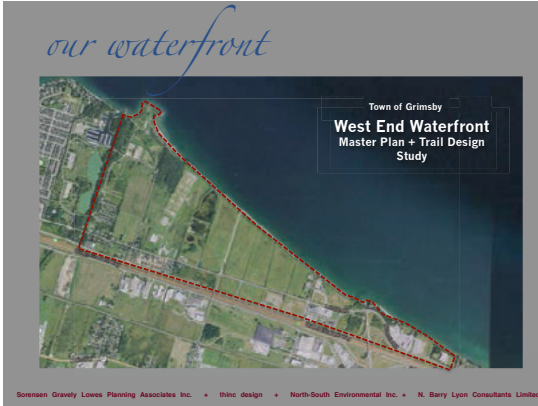 our waterfront
Town of Grimsby
West End Waterfront
Master Plan + Trail Design
Study
Sorensen Gravely Lowes Planning Associates Inc. + thinc design + North-South Environmental Inc. + N. Barry Lyon Consultants Limited